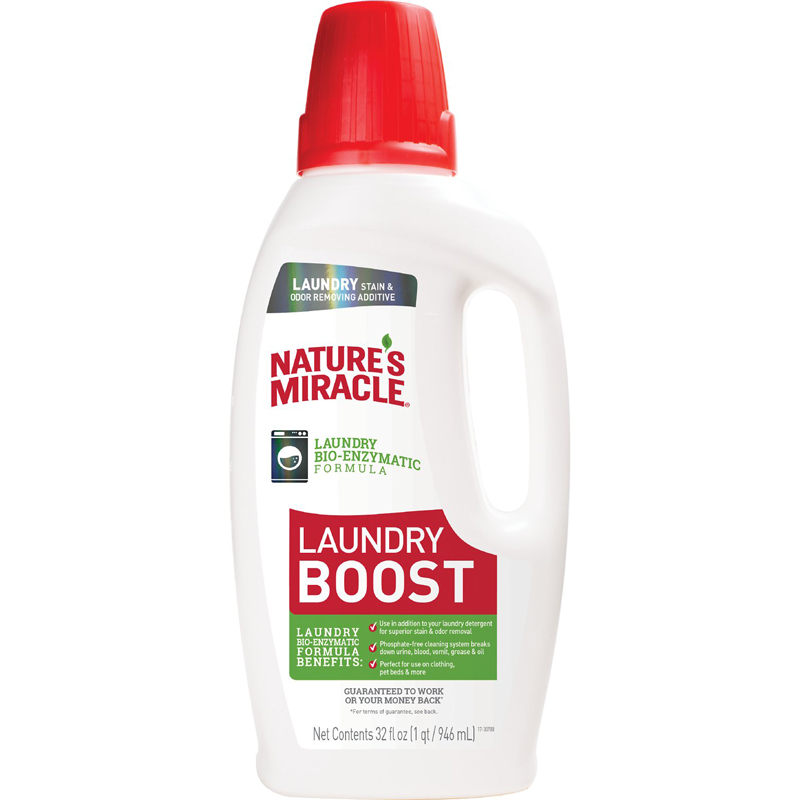 LAUNDRY STAIN &
ODOR REMOVING ADDITIVE
NATURE'S
MIRACLE®
LAUNDRY
BIO-ENZYMATIC
FORMULA
LAUNDRY
BOOST
LAUNDRY
BIO-ENZYMATIC
FORMULA
BENEFITS:
Use in addition to your laundry detergent
for superior stain & odor removal
Phosphate-free cleaning system breaks
down urine, blood, vomit, grease & oil
Perfect for use on clothing,
pet beds & more
GUARANTEED TO WORK
OR YOUR MONEY BACK*
*For terms of guarantee, see back.
Net Contents 32 fl oz (1 qt / 946 mL)